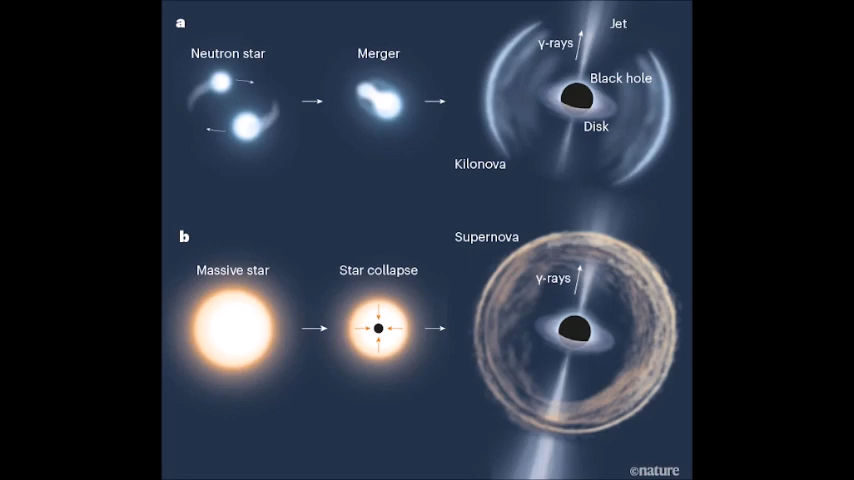 a
Neutron star
Merger
Jet
γ-rays
Black hole
Disk
Kilonova
b
Supernova
Massive star
Star collapse
γ-rays
©nature